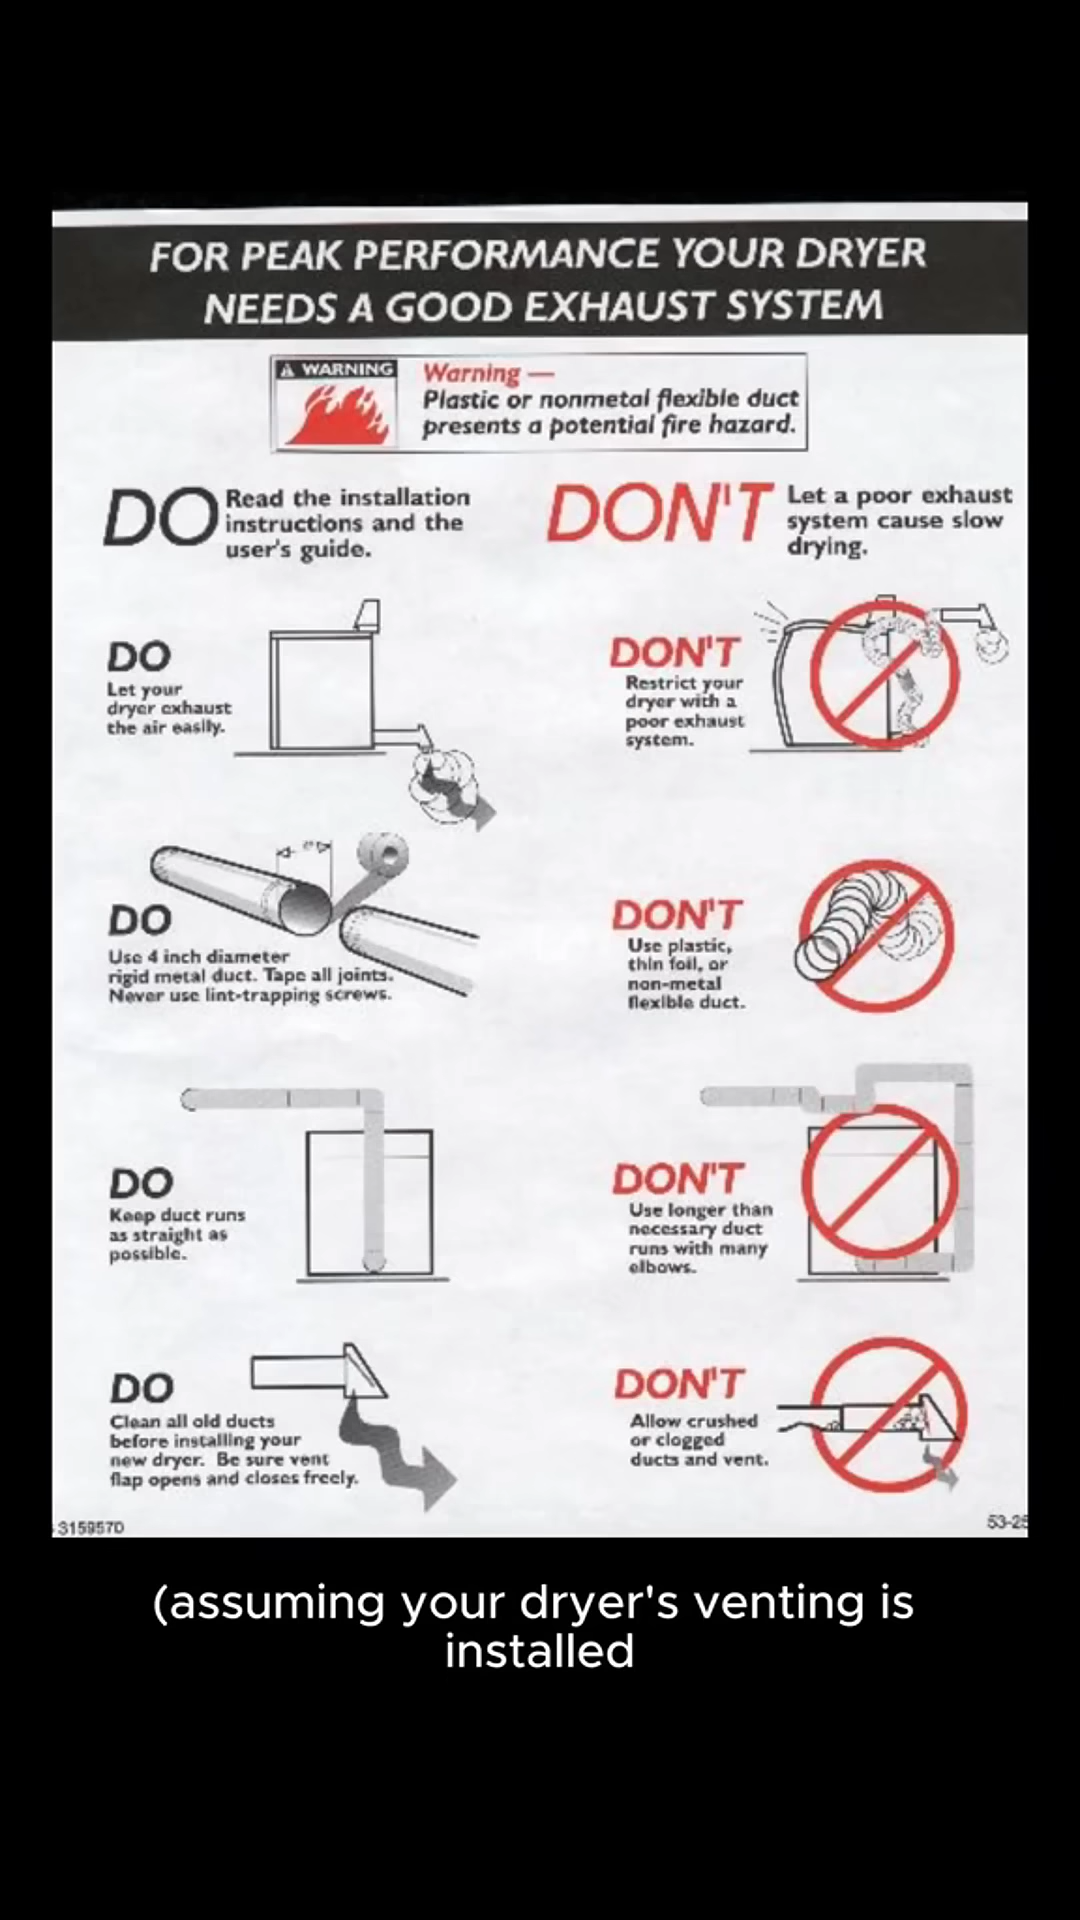 FOR PEAK PERFORMANCE YOUR DRYER
NEEDS A GOOD EXHAUST SYSTEM
WARNING
Warning —
Plastic or nonmetal flexible duct
presents a potential fire hazard.
DO
Read the installation
instructions and the
user's guide.
DON'T
Let a poor exhaust
system cause slow
drying.
DO
Let your
dryer exhaust
the air easily.
DON'T
Restrict your
dryer with a
poor exhaust
system.
DO
Use 4 inch diameter
rigid metal duct. Tape all joints.
Never use lint-trapping screws.
DON'T
Use plastic,
thin foil, or
non-metal
flexible duct.
DO
Keep duct runs
as straight as
possible.
DON'T
Use longer than
necessary duct
runs with many
elbows.
DO
Clean all old ducts
before installing your
new dryer. Be sure vent
flap opens and closes freely.
DON'T
Allow crushed
or clogged
ducts and vent.
3159570
53-25
(assuming your dryer's venting is
installed